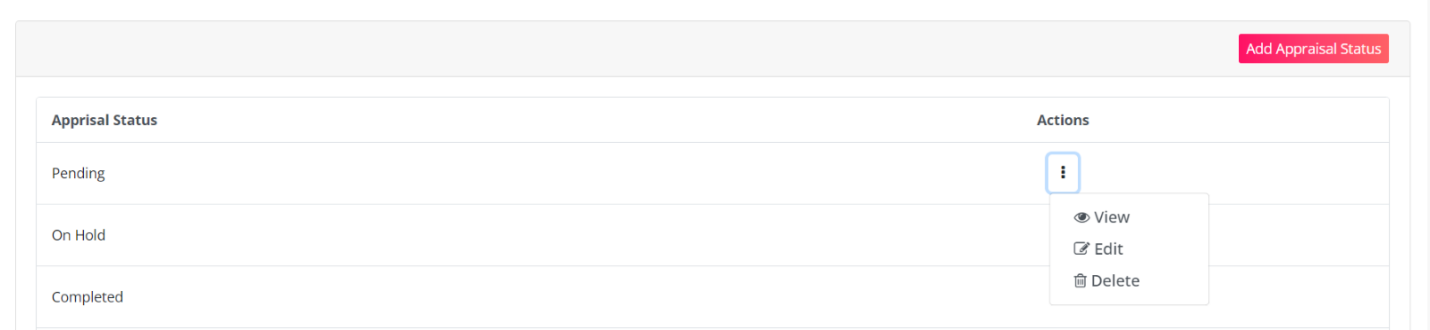 Add Appraisal Status
Apprisal Status Actions
Pending
View
On Hold
Edit
Delete
Completed